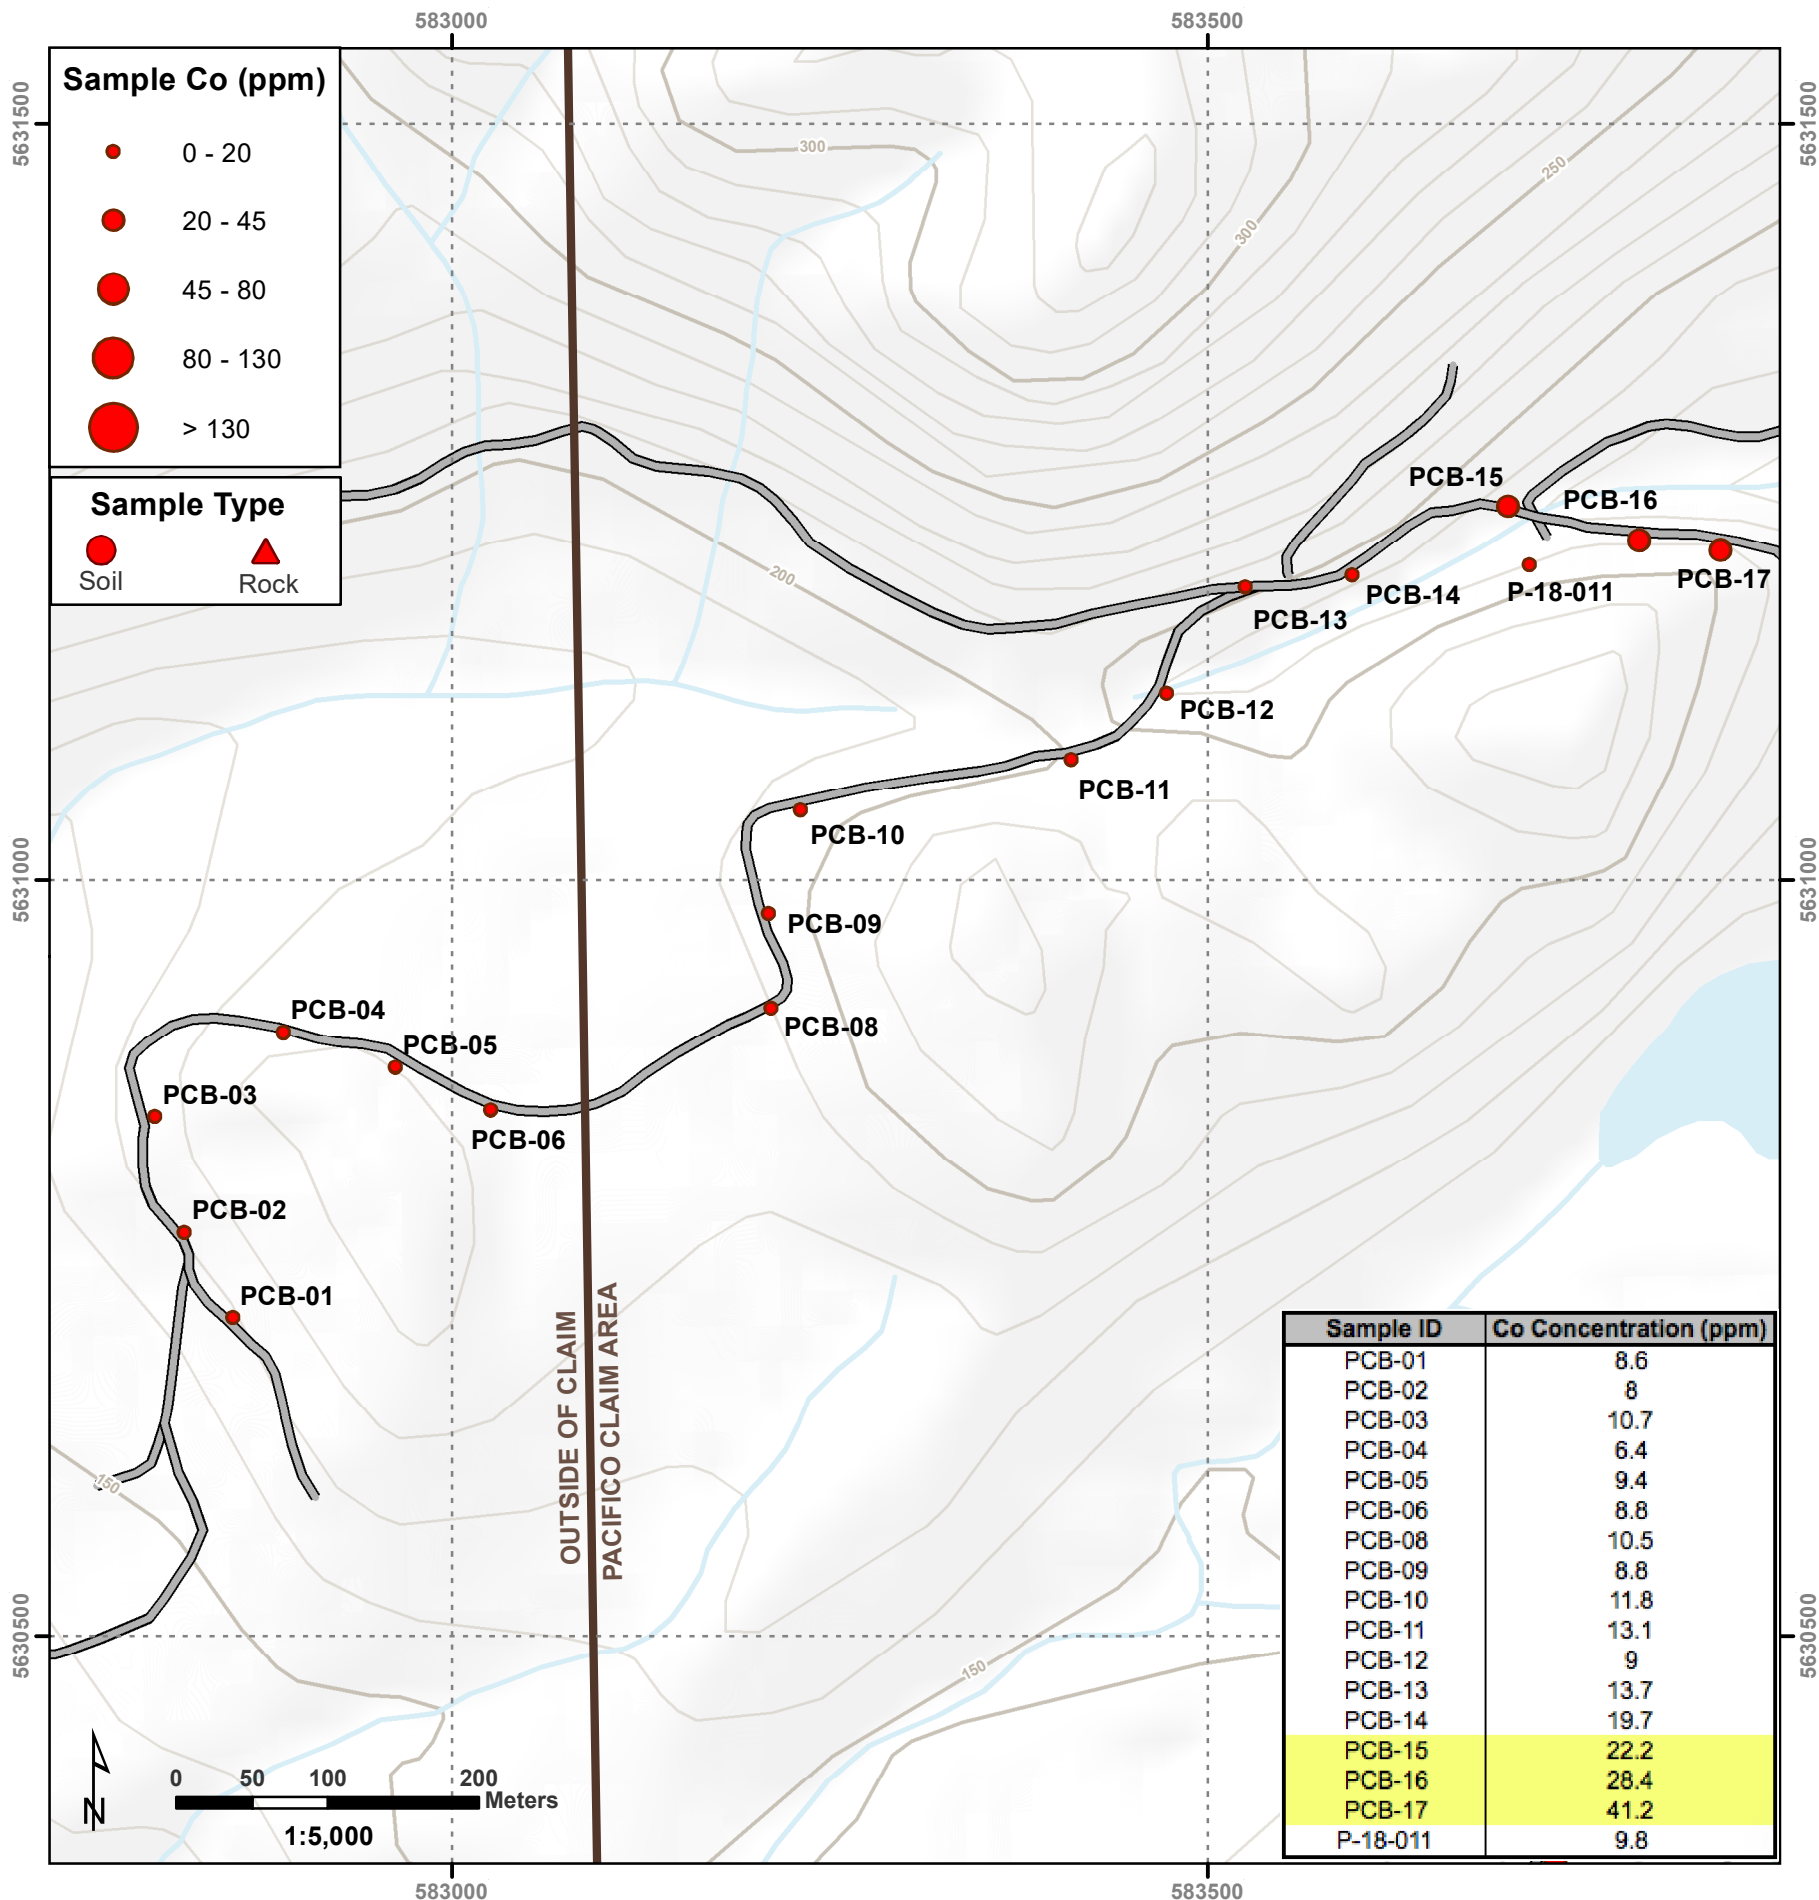 583000
583500
Sample Co (ppm)
0 - 20
20 - 45
45 - 80
80 - 130
> 130
Sample Type
Soil
Rock
5631500
5631500
300
250
300
200
PCB-15
PCB-16
PCB-17
P-18-011
PCB-14
PCB-13
PCB-12
PCB-11
PCB-10
5631000
5631000
PCB-09
PCB-08
PCB-04
PCB-05
PCB-03
PCB-06
PCB-02
PCB-01
OUTSIDE OF CLAIM
PACIFICO CLAIM AREA
150
150
5630500
5630500
Sample ID Co Concentration (ppm)
PCB-01 8.6
PCB-02 8
PCB-03 10.7
PCB-04 6.4
PCB-05 9.4
PCB-06 8.8
PCB-08 10.5
PCB-09 8.8
PCB-10 11.8
PCB-11 13.1
PCB-12 9
PCB-13 13.7
PCB-14 19.7
PCB-15 22.2
PCB-16 28.4
PCB-17 41.2
P-18-011 9.8
N
0 50 100 200
Meters
1:5,000
583000
583500